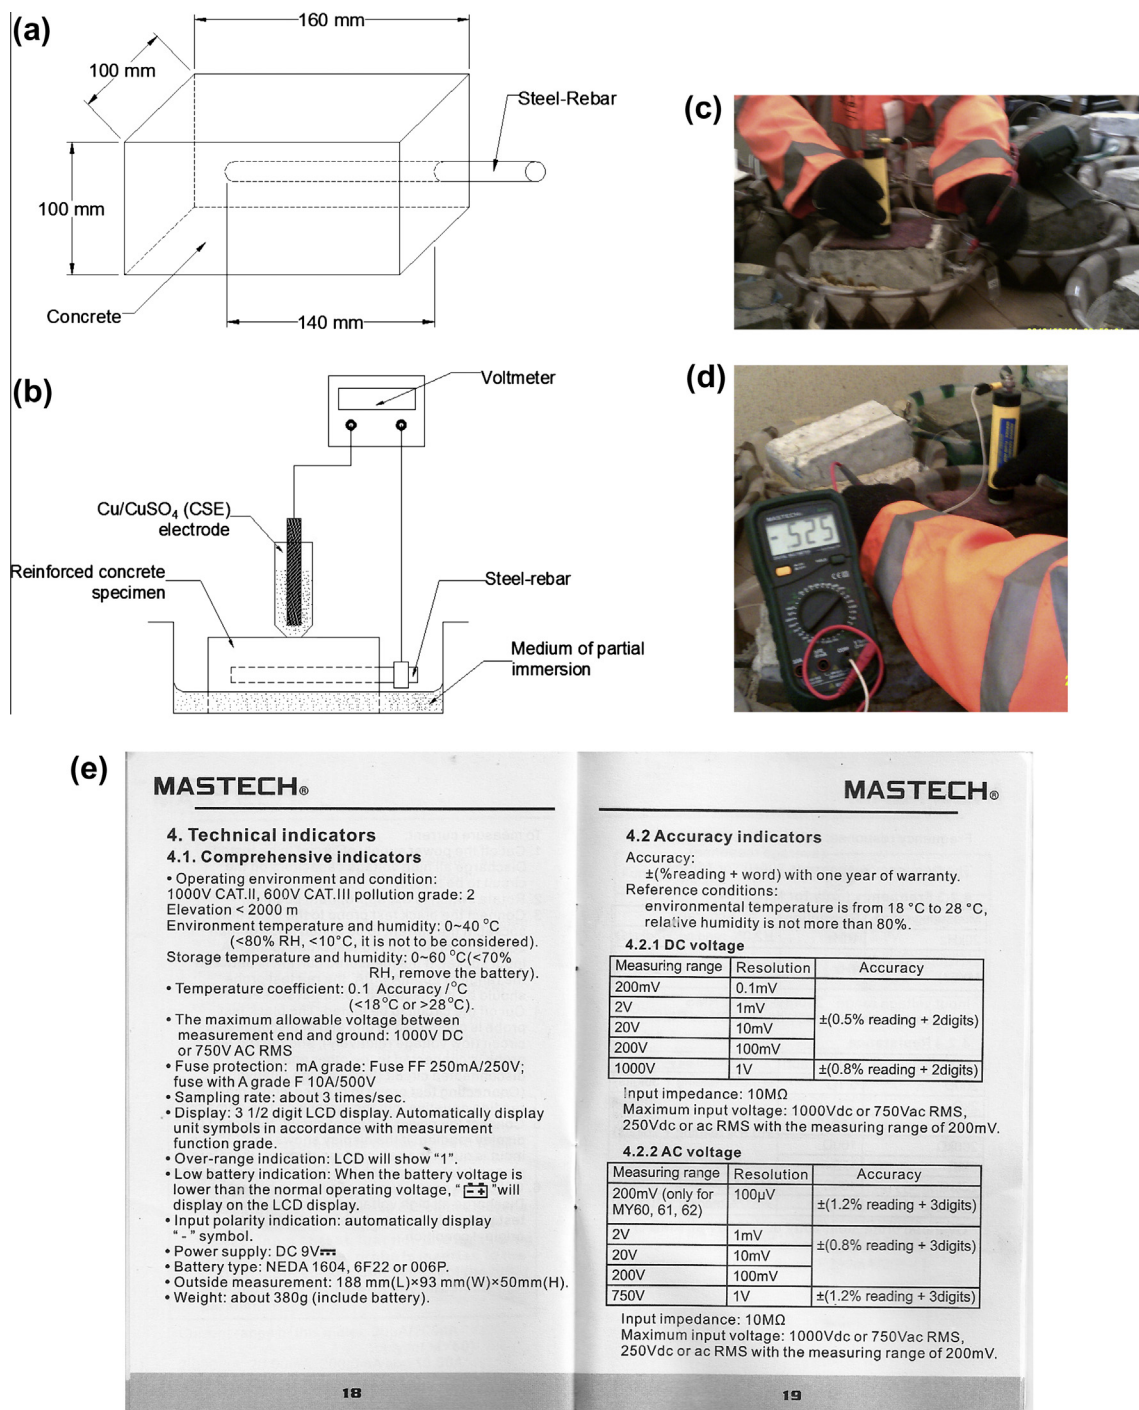 (a)
160 mm
100 mm
Steel-Rebar
100 mm
Concrete
140 mm
(b)
Voltmeter
Cu/CuSO4 (CSE)
electrode
Reinforced concrete
specimen
Steel-rebar
Medium of partial
immersion
(c)
(d)
MASTECH
-.525
(e)
MASTECH®
4. Technical indicators
4.1. Comprehensive indicators
• Operating environment and condition:
1000V CAT.II, 600V CAT.III pollution grade: 2
Elevation < 2000 m
Environment temperature and humidity: 0~40 °C
(<80% RH, <10°C, it is not to be considered).
Storage temperature and humidity: 0~60 °C(<70%
RH, remove the battery).
• Temperature coefficient: 0.1 Accuracy /°C
(<18°C or >28°C).
• The maximum allowable voltage between
measurement end and ground: 1000V DC
or 750V AC RMS
• Fuse protection: mA grade: Fuse FF 250mA/250V;
fuse with A grade F 10A/500V
• Sampling rate: about 3 times/sec.
• Display: 3 1/2 digit LCD display. Automatically display
unit symbols in accordance with measurement
function grade.
• Over-range indication: LCD will show "1".
• Low battery indication: When the battery voltage is
lower than the normal operating voltage, " "will
display on the LCD display.
• Input polarity indication: automatically display
" - " symbol.
• Power supply: DC 9V
• Battery type: NEDA 1604, 6F22 or 006P.
• Outside measurement: 188 mm(L)×93 mm(W)×50mm(H).
• Weight: about 380g (include battery).
18
MASTECH®
4.2 Accuracy indicators
Accuracy:
±(%reading + word) with one year of warranty.
Reference conditions:
environmental temperature is from 18 °C to 28 °C,
relative humidity is not more than 80%.
4.2.1 DC voltage
Measuring range Resolution Accuracy
200mV 0.1mV
2V 1mV
±(0.5% reading + 2digits)
20V 10mV
200V 100mV
1000V 1V ±(0.8% reading + 2digits)
Input impedance: 10MΩ
Maximum input voltage: 1000Vdc or 750Vac RMS,
250Vdc or ac RMS with the measuring range of 200mV.
4.2.2 AC voltage
Measuring range Resolution Accuracy
200mV (only for 100μV
MY60, 61, 62) ±(1.2% reading + 3digits)
2V 1mV
±(0.8% reading + 3digits)
20V 10mV
200V 100mV
750V 1V ±(1.2% reading + 3digits)
Input impedance: 10MΩ
Maximum input voltage: 1000Vdc or 750Vac RMS,
250Vdc or ac RMS with the measuring range of 200mV.
19